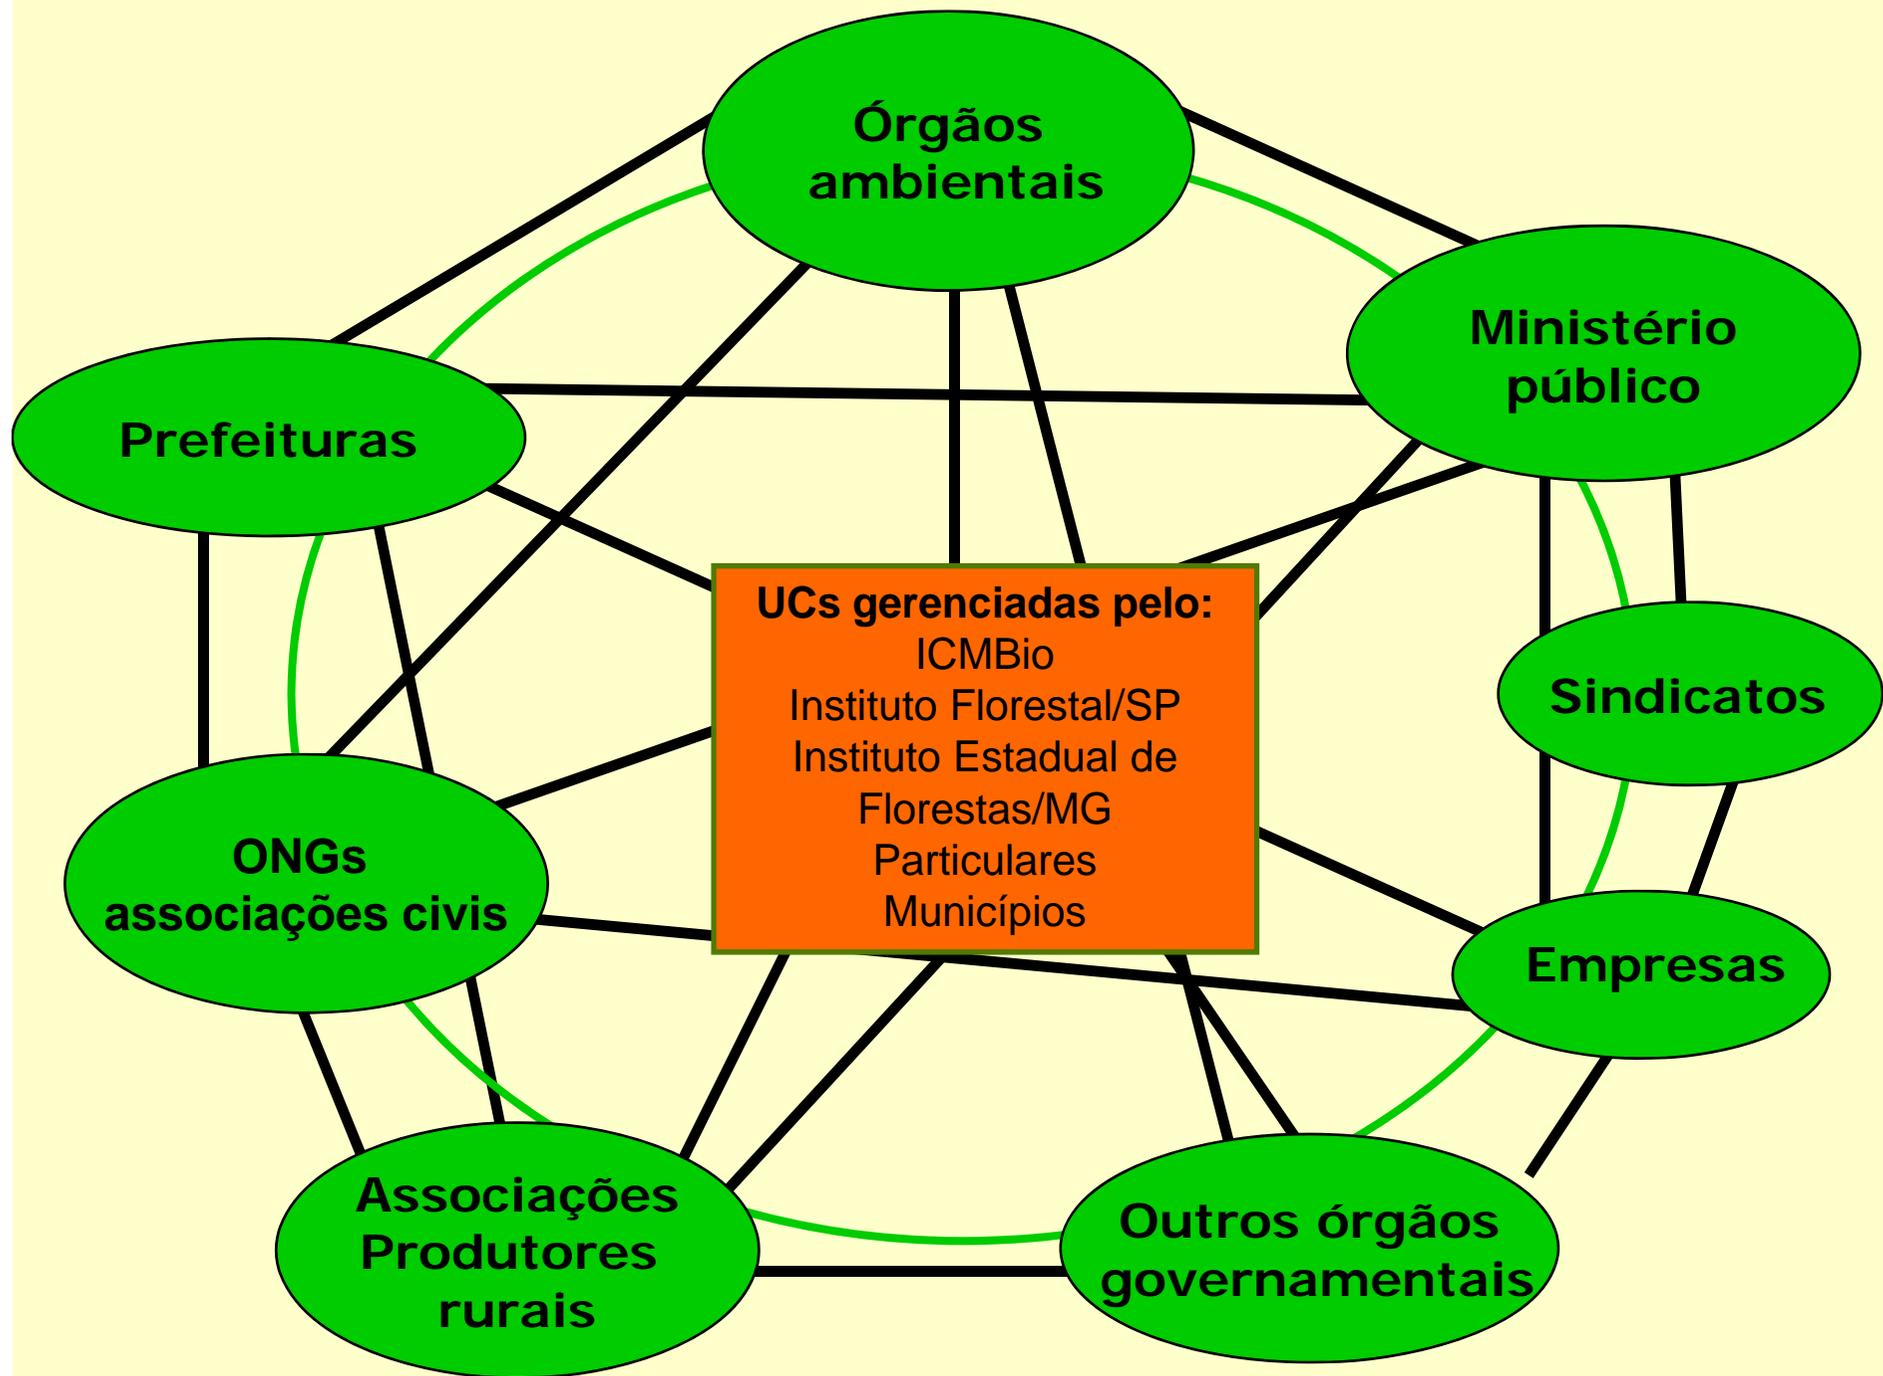 Órgãos
ambientais
Ministério
público
Prefeituras
UCs gerenciadas pelo:
ICMBio
Instituto Florestal/SP
Instituto Estadual de
Florestas/MG
Particulares
Municípios
Sindicatos
ONGs
associações civis
Empresas
Associações
Produtores
rurais
Outros órgãos
governamentais